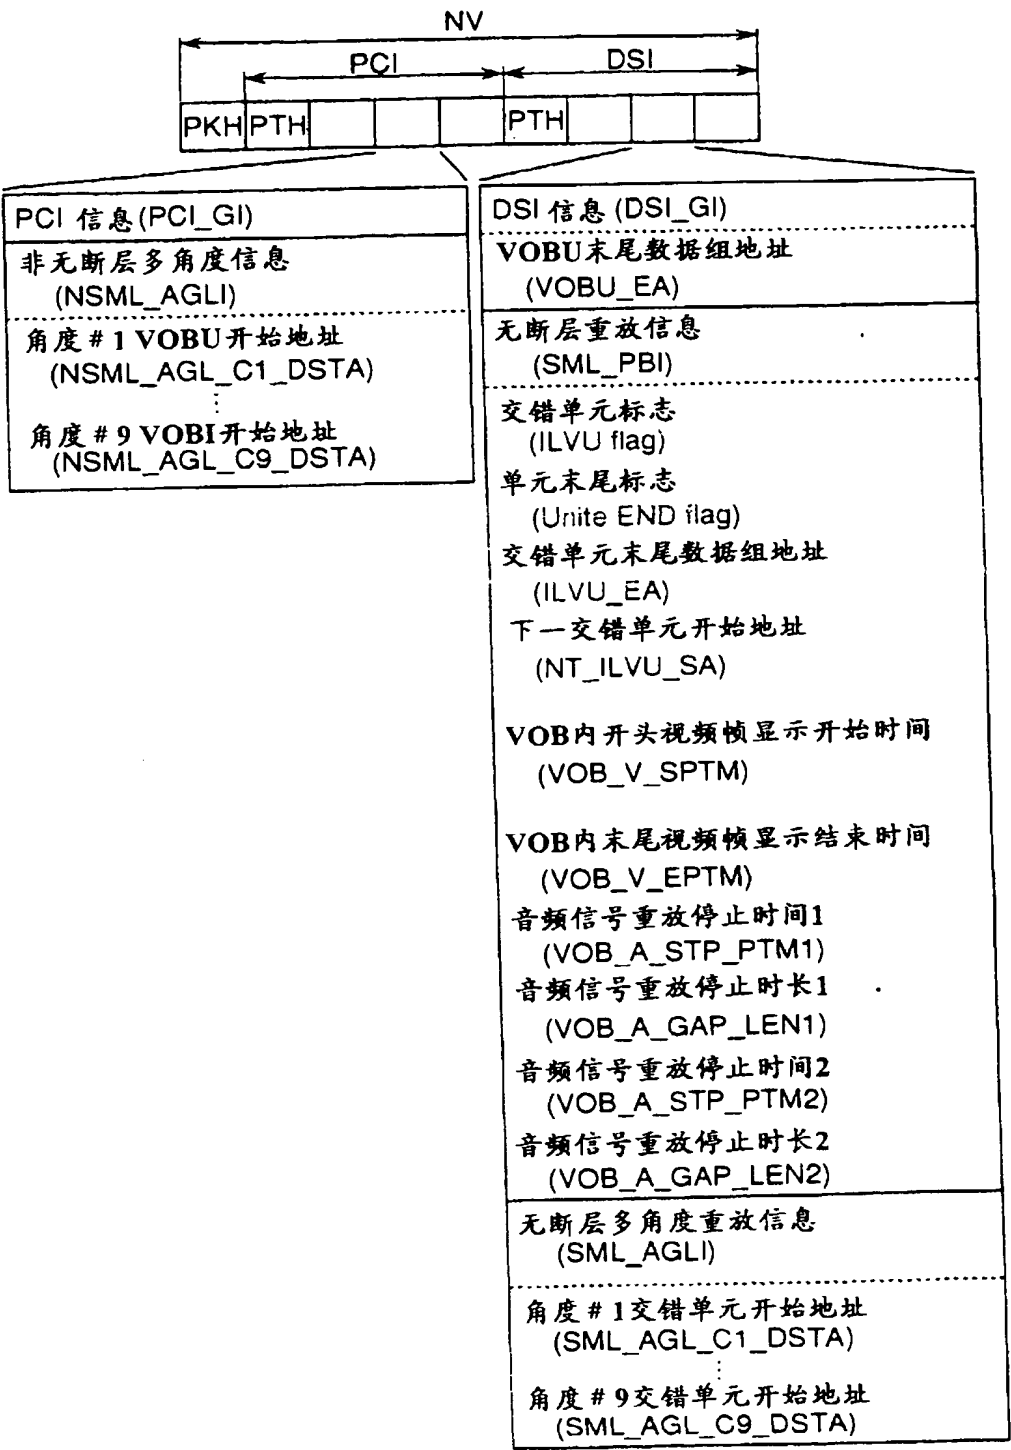 NV
PCI
DSI
PKH PTH PTH
PCI 信息(PCI_GI)
非无断层多角度信息
(NSML_AGLI)
角度#1 VOBU开始地址
(NSML_AGL_C1_DSTA)
⋮
角度#9 VOBI开始地址
(NSML_AGL_C9_DSTA)
DSI 信息(DSI_GI)
VOBU末尾数据组地址
(VOBU_EA)
无断层重放信息
(SML_PBI)
交错单元标志
(ILVU flag)
单元末尾标志
(Unite END flag)
交错单元末尾数据组地址
(ILVU_EA)
下一交错单元开始地址
(NT_ILVU_SA)
VOB内开头视频帧显示开始时间
(VOB_V_SPTM)
VOB内末尾视频帧显示结束时间
(VOB_V_EPTM)
音频信号重放停止时间1
(VOB_A_STP_PTM1)
音频信号重放停止时长1
(VOB_A_GAP_LEN1)
音频信号重放停止时间2
(VOB_A_STP_PTM2)
音频信号重放停止时长2
(VOB_A_GAP_LEN2)
无断层多角度重放信息
(SML_AGLI)
角度#1交错单元开始地址
(SML_AGL_C1_DSTA)
⋮
角度#9交错单元开始地址
(SML_AGL_C9_DSTA)